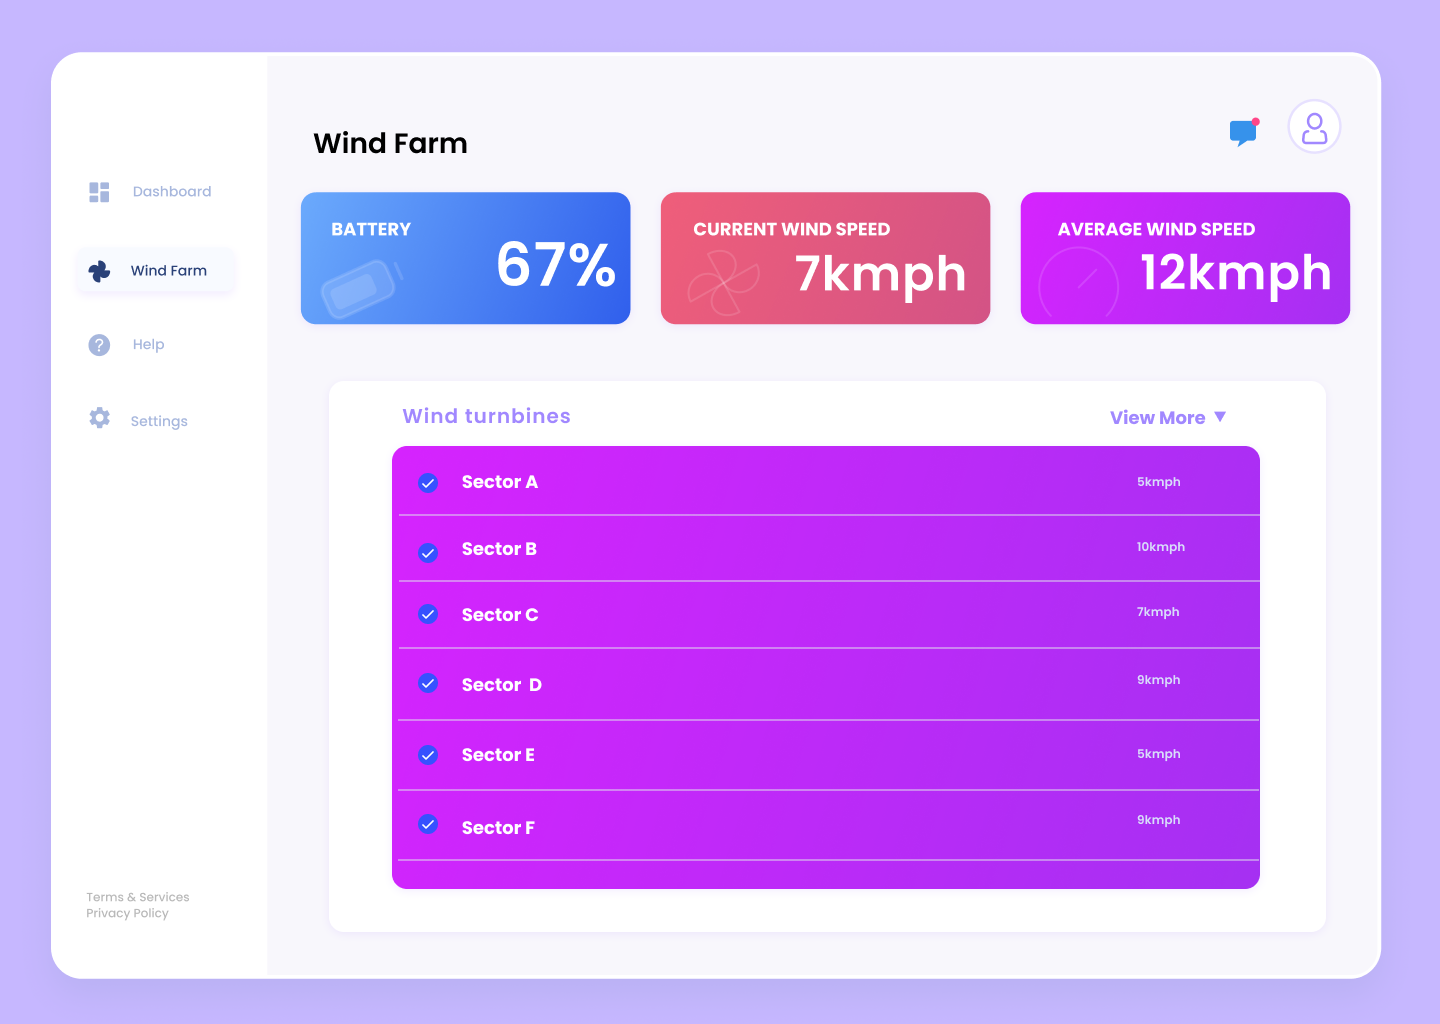 Wind Farm
Dashboard
Wind Farm
Help
Settings
BATTERY
67%
CURRENT WIND SPEED
7kmph
AVERAGE WIND SPEED
12kmph
Wind turnbines
View More ▼
Sector A 5kmph
Sector B 10kmph
Sector C 7kmph
Sector D 9kmph
Sector E 5kmph
Sector F 9kmph
Terms & Services
Privacy Policy